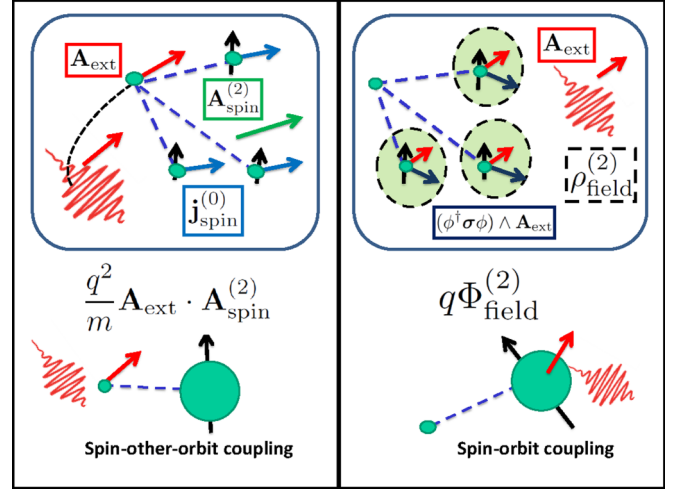 A_ext
A_spin^(2)
j_spin^(0)
q^2/m A_ext · A_spin^(2)
Spin-other-orbit coupling
A_ext
ρ_field^(2)
(ϕ†σϕ) ∧ A_ext
qΦ_field^(2)
Spin-orbit coupling